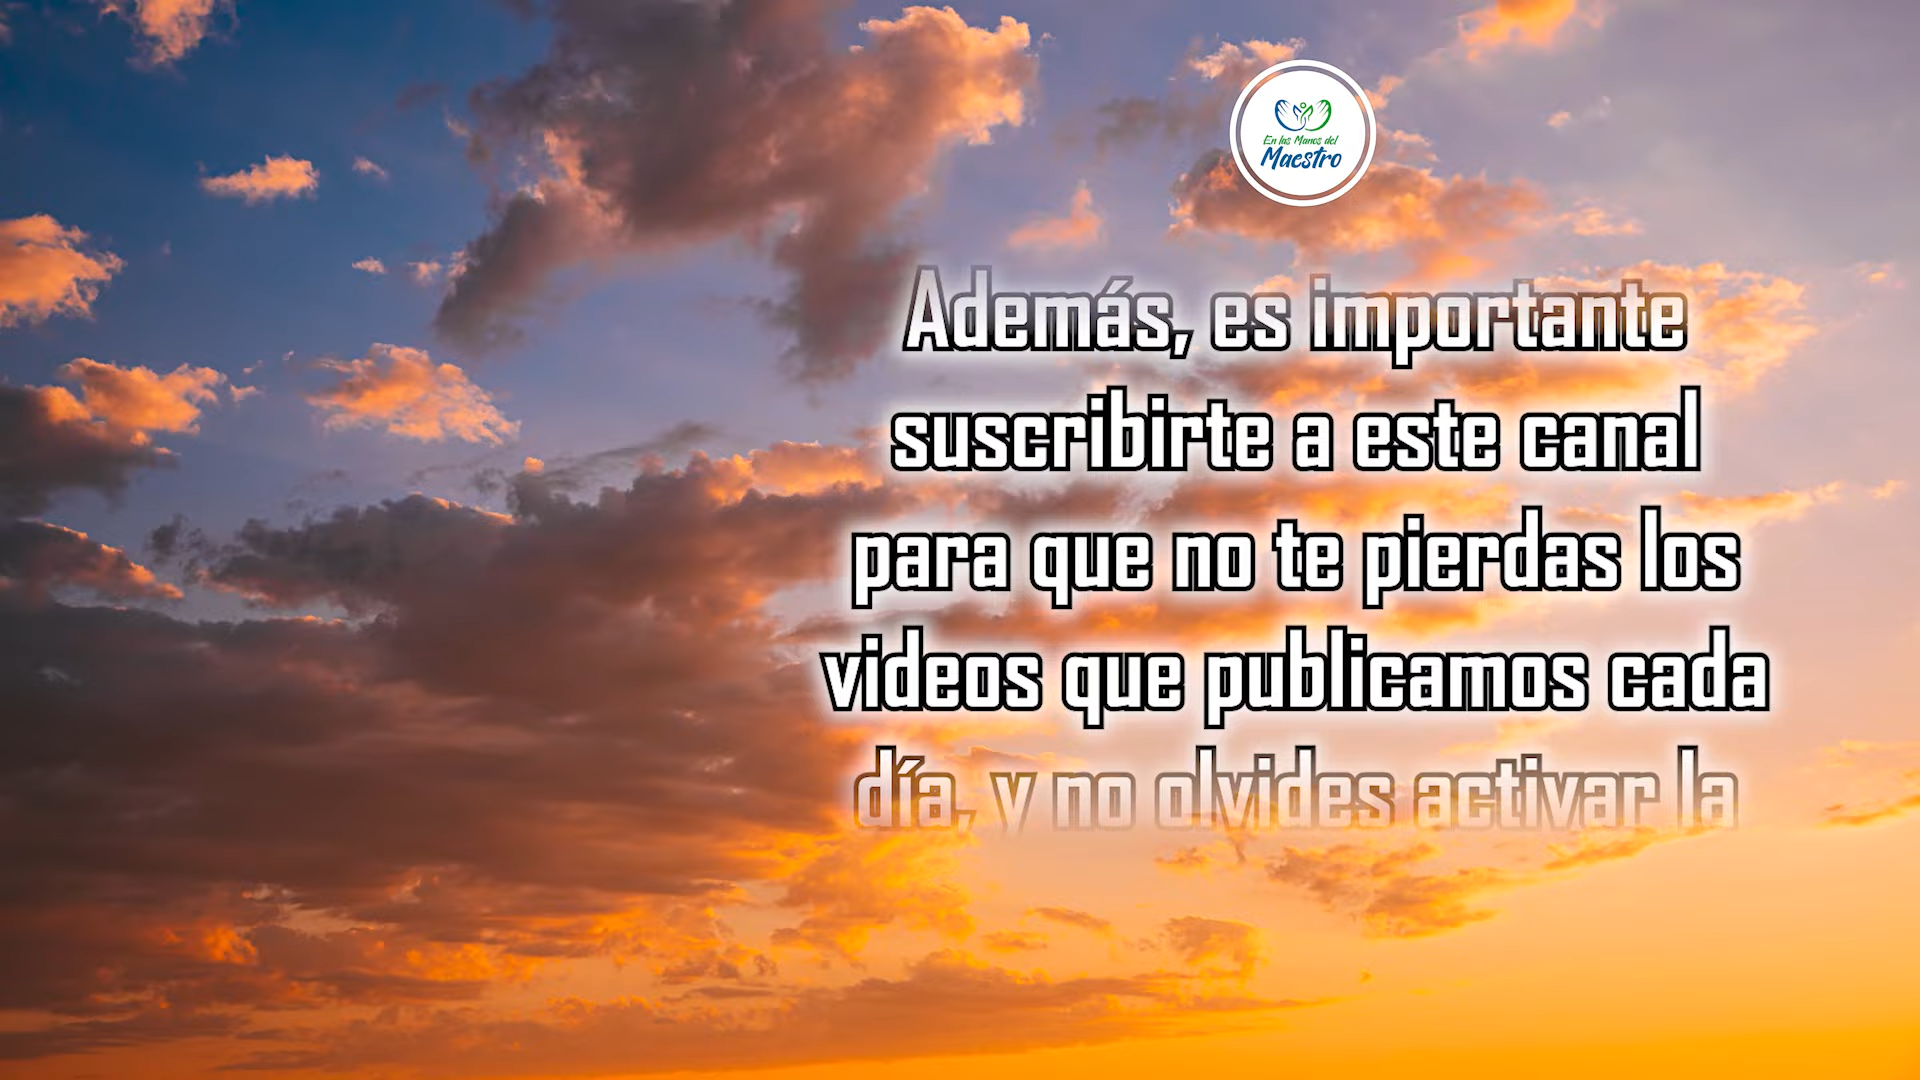 En las Manos del
Maestro
Además, es importante
suscribirte a este canal
para que no te pierdas los
videos que publicamos cada
día, y no olvides activar la